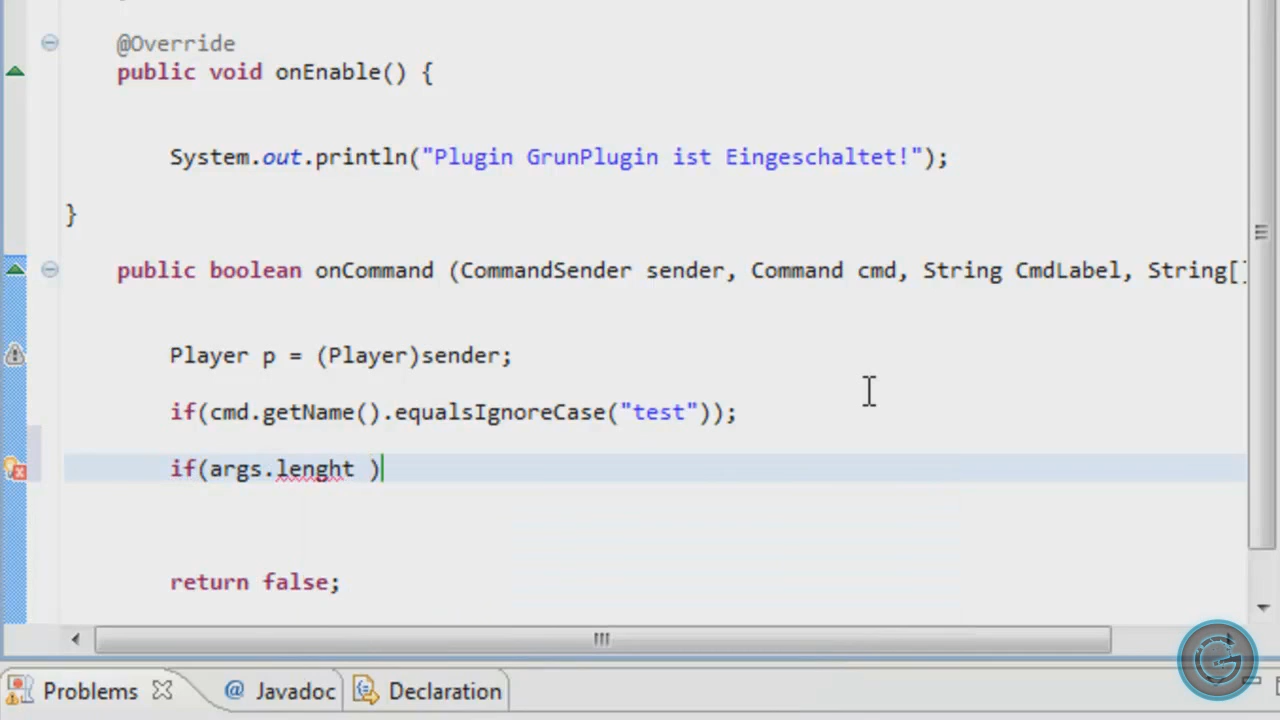 @Override
public void onEnable() {
System.out.println("Plugin GrunPlugin ist Eingeschaltet!");
}
public boolean onCommand (CommandSender sender, Command cmd, String CmdLabel, String[]
Player p = (Player)sender;
if(cmd.getName().equalsIgnoreCase("test"));
if(args.lenght )
return false;
Problems @ Javadoc Declaration